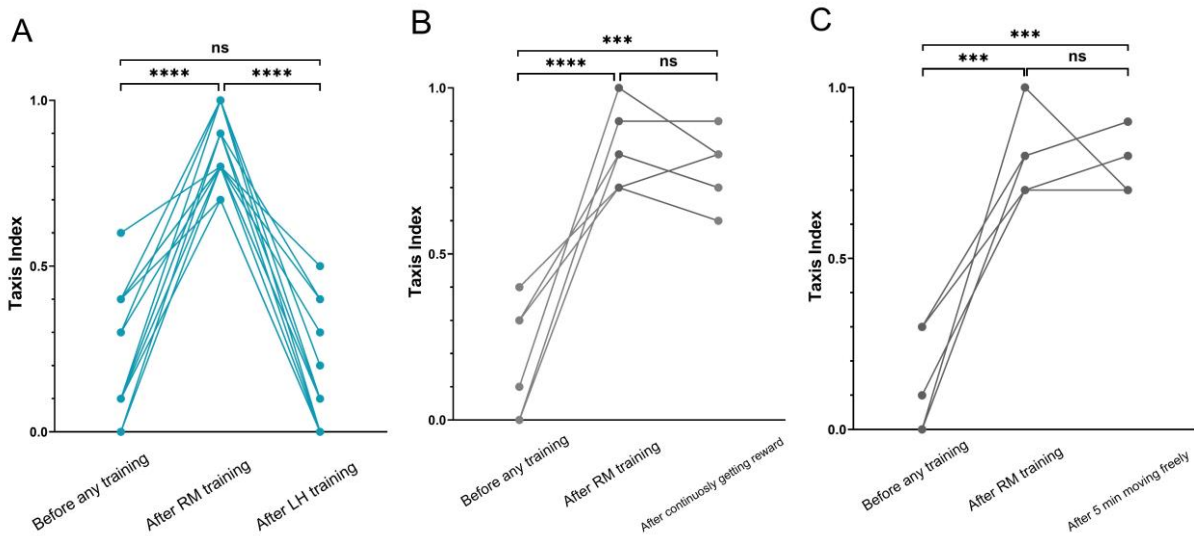 A
ns
**** ****
1.0
0.5
0.0
Taxis Index
Before any training
After RM training
After LH training
B
***
**** ns
1.0
0.5
0.0
Taxis Index
Before any training
After RM training
After continuosly getting reward
C
***
*** ns
1.0
0.5
0.0
Taxis Index
Before any training
After RM training
After 5 min moving freely